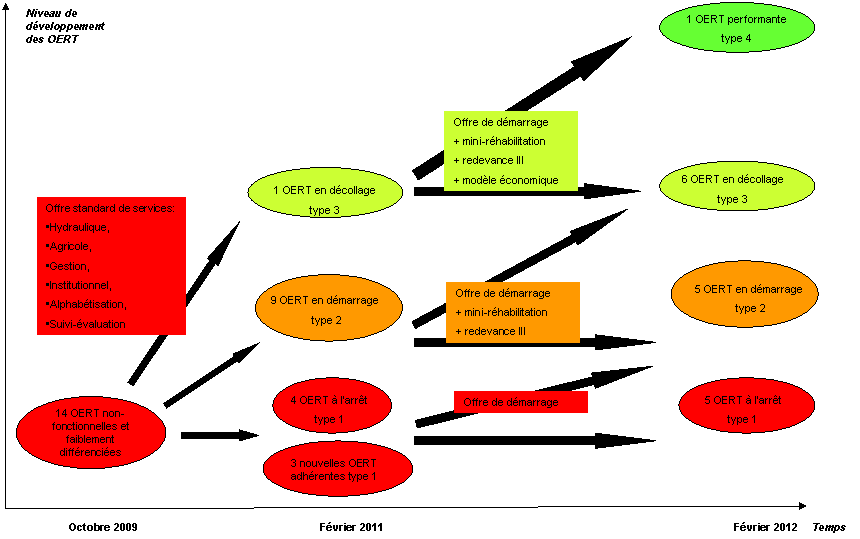 Niveau de
développement
des OERT
1 OERT performante
type 4
Offre de démarrage
+ mini-réhabilitation
+ redevance III
+ modèle économique
1 OERT en décollage
type 3
6 OERT en décollage
type 3
Offre standard de services:
•Hydraulique,
•Agricole,
•Gestion,
•Institutionnel,
•Alphabétisation,
•Suivi-évaluation
9 OERT en démarrage
type 2
Offre de démarrage
+ mini-réhabilitation
+ redevance III
5 OERT en démarrage
type 2
14 OERT non-
fonctionnelles et
faiblement
différenciées
4 OERT à l'arrêt
type 1
Offre de démarrage
5 OERT à l'arrêt
type 1
3 nouvelles OERT
adhérentes type 1
Octobre 2009
Février 2011
Février 2012
Temps